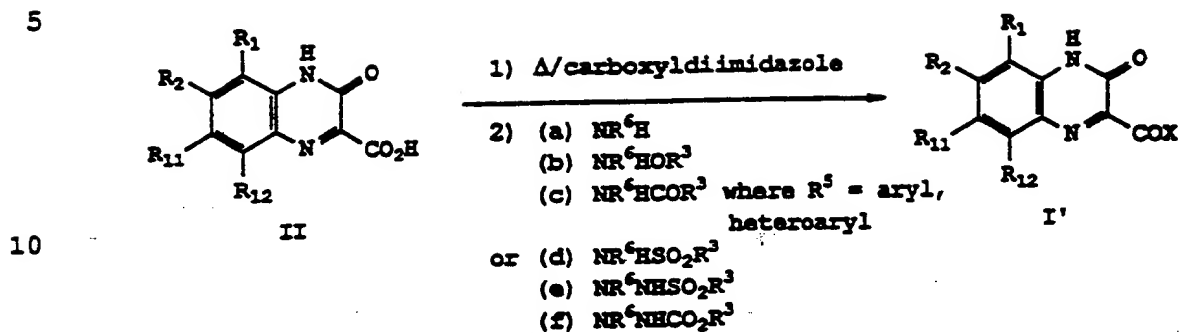 5
R1 H
N O
R2
R11 N CO2H
R12
II
1) Δ/carboxyldiimidazole
2) (a) NR⁶H
(b) NR⁶HOR³
(c) NR⁶HCOR³ where R⁵ = aryl,
heteroaryl
or (d) NR⁶HSO₂R³
(e) NR⁶NHSO₂R³
(f) NR⁶NHCO₂R³
R1 H
N O
R2
R11 N COX
R12
I'
10